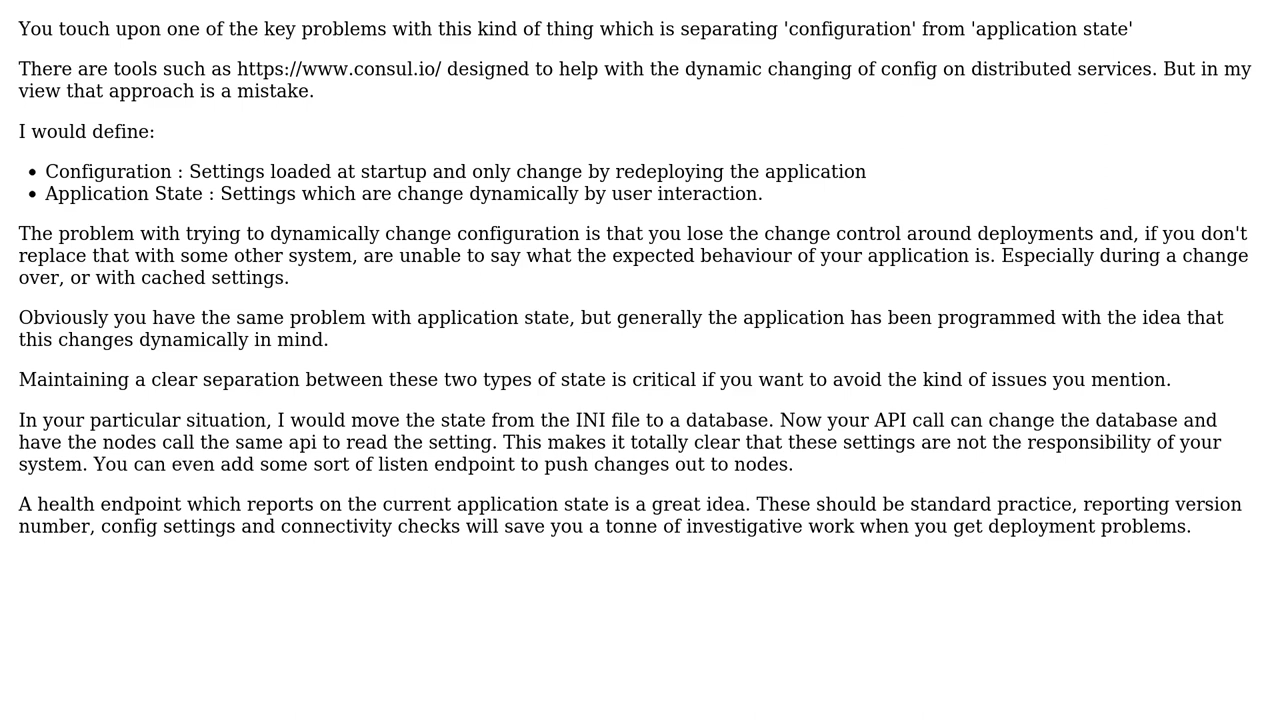 You touch upon one of the key problems with this kind of thing which is separating 'configuration' from 'application state'
There are tools such as https://www.consul.io/ designed to help with the dynamic changing of config on distributed services. But in my
view that approach is a mistake.
I would define:
• Configuration : Settings loaded at startup and only change by redeploying the application
• Application State : Settings which are change dynamically by user interaction.
The problem with trying to dynamically change configuration is that you lose the change control around deployments and, if you don't
replace that with some other system, are unable to say what the expected behaviour of your application is. Especially during a change
over, or with cached settings.
Obviously you have the same problem with application state, but generally the application has been programmed with the idea that
this changes dynamically in mind.
Maintaining a clear separation between these two types of state is critical if you want to avoid the kind of issues you mention.
In your particular situation, I would move the state from the INI file to a database. Now your API call can change the database and
have the nodes call the same api to read the setting. This makes it totally clear that these settings are not the responsibility of your
system. You can even add some sort of listen endpoint to push changes out to nodes.
A health endpoint which reports on the current application state is a great idea. These should be standard practice, reporting version
number, config settings and connectivity checks will save you a tonne of investigative work when you get deployment problems.